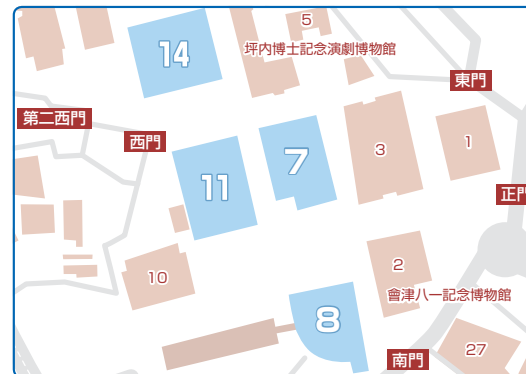 5
14
坪内博士記念演劇博物館
東門
第二西門
西門
3
1
7
11
正門
2
10
會津八一記念博物館
8
27
南門